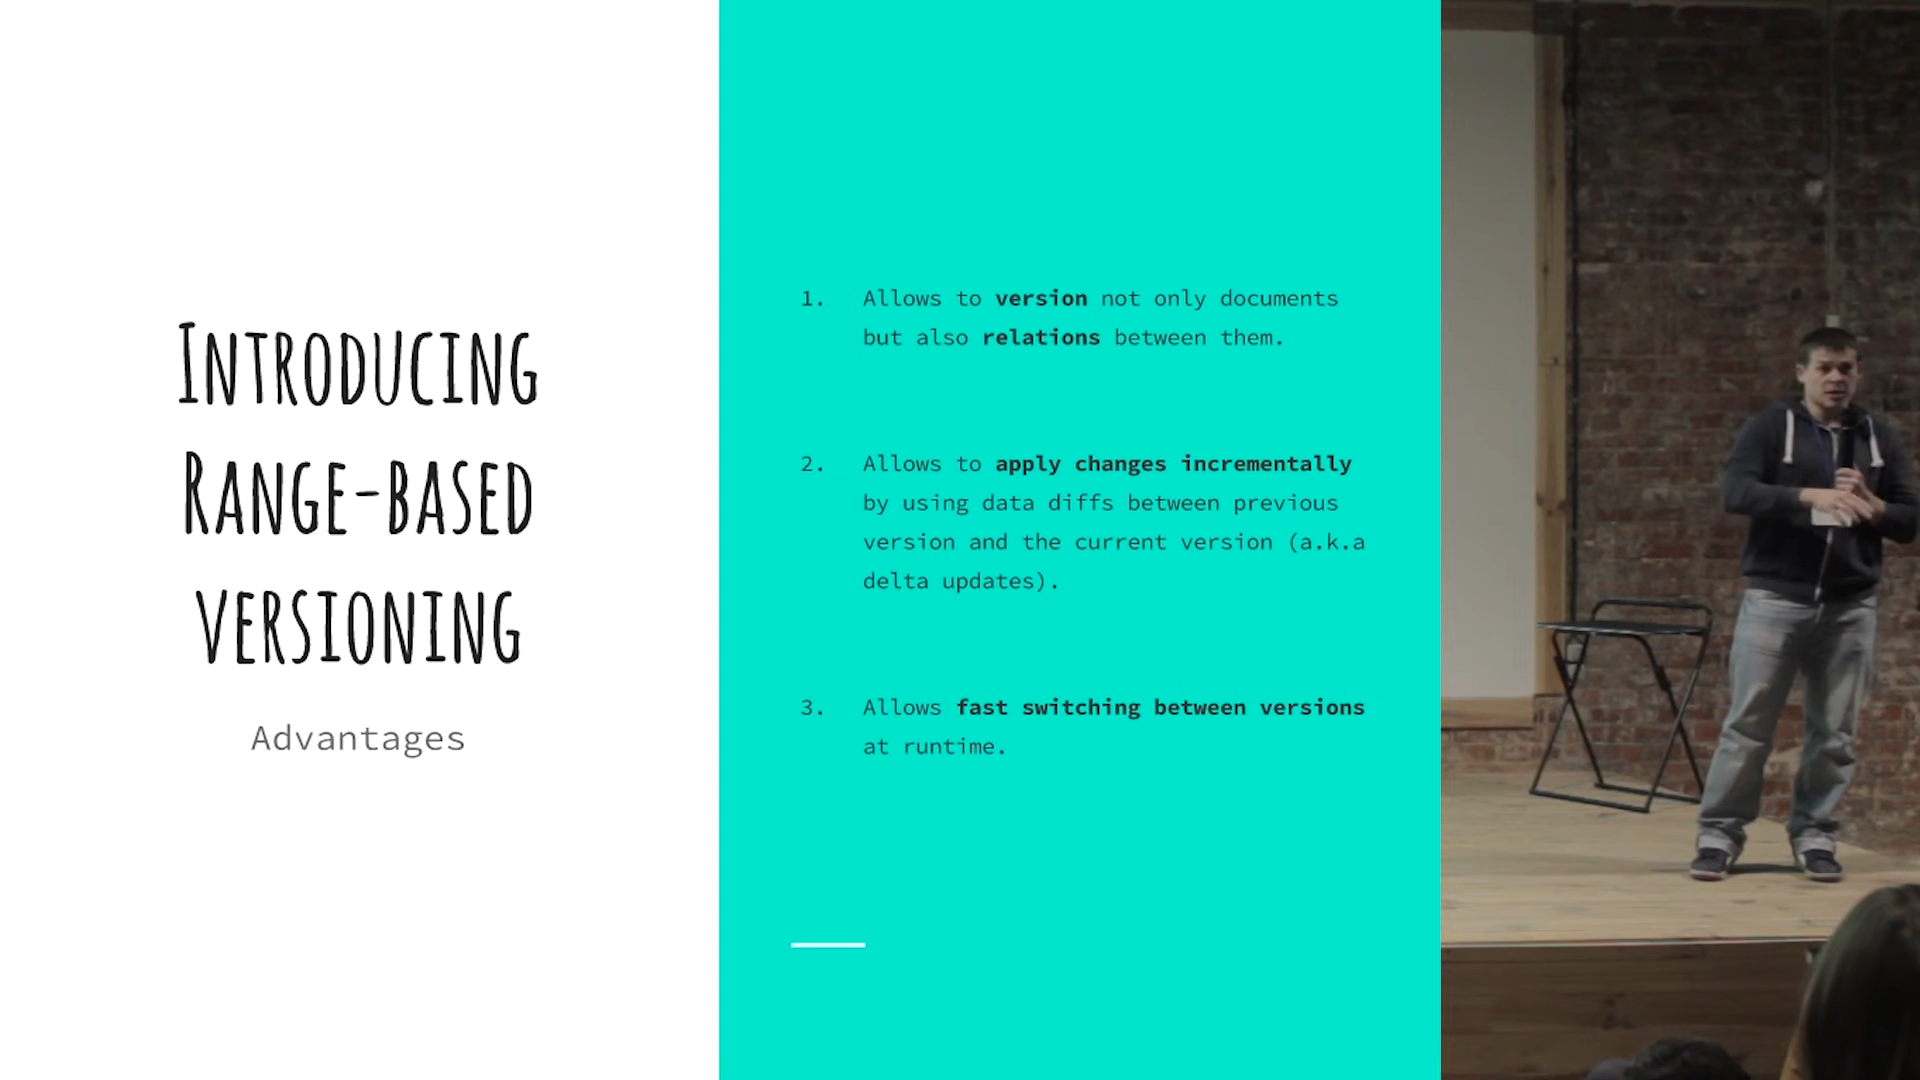 Introducing
Range-based
versioning
Advantages
1. Allows to version not only documents
but also relations between them.
2. Allows to apply changes incrementally
by using data diffs between previous
version and the current version (a.k.a
delta updates).
3. Allows fast switching between versions
at runtime.